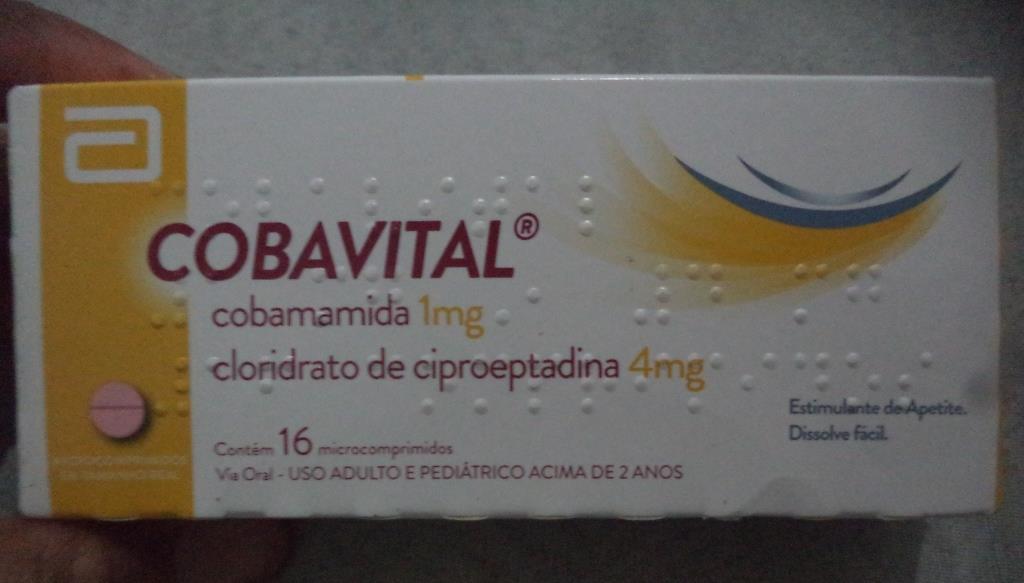 COBAVITAL®
cobamamida 1mg
cloridrato de ciproeptadina 4mg
Contém 16 microcomprimidos
Via Oral - USO ADULTO E PEDIÁTRICO ACIMA DE 2 ANOS
Estimulante de Apetite.
Dissolve fácil.